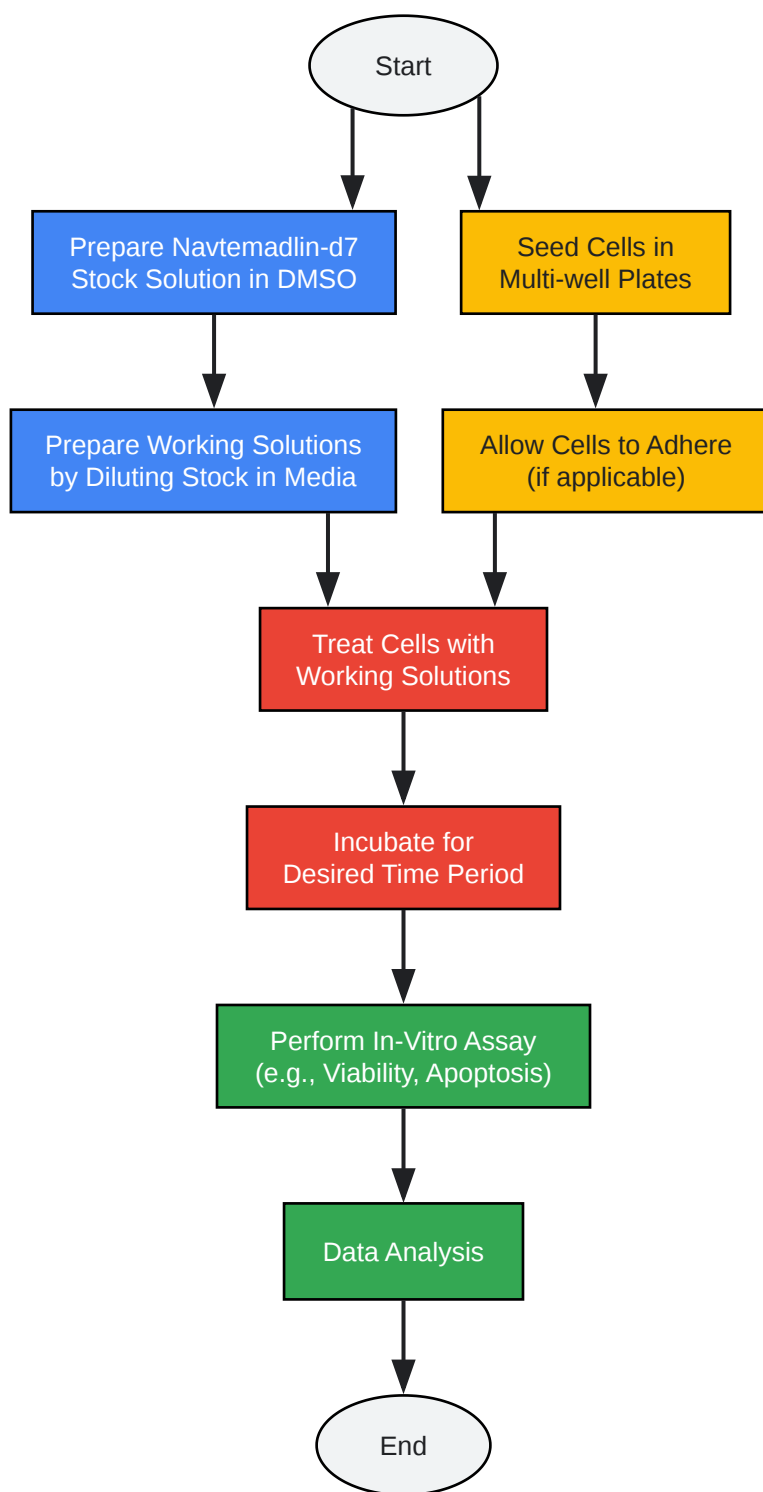 Start
Prepare Navtemadlin-d7
Stock Solution in DMSO
Seed Cells in
Multi-well Plates
Prepare Working Solutions
by Diluting Stock in Media
Allow Cells to Adhere
(if applicable)
Treat Cells with
Working Solutions
Incubate for
Desired Time Period
Perform In-Vitro Assay
(e.g., Viability, Apoptosis)
Data Analysis
End